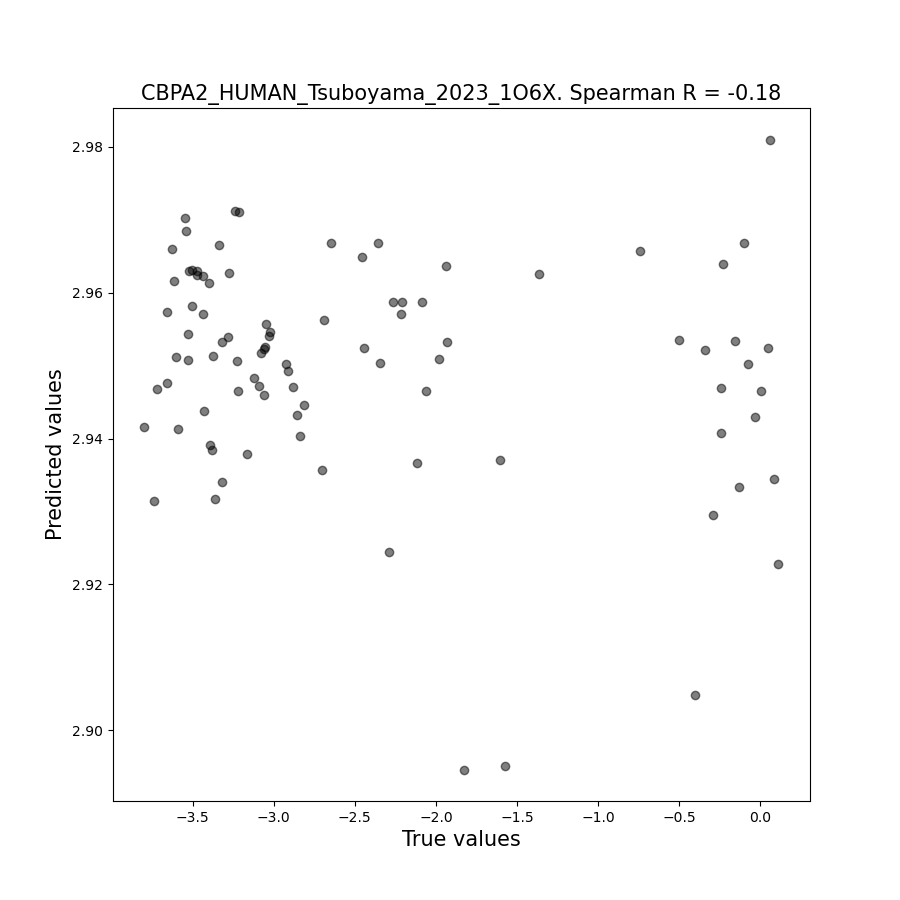 CBPA2_HUMAN_Tsuboyama_2023_1O6X. Spearman R = -0.18
2.98
2.96
2.94
2.92
2.90
Predicted values
−3.5 −3.0 −2.5 −2.0 −1.5 −1.0 −0.5 0.0
True values